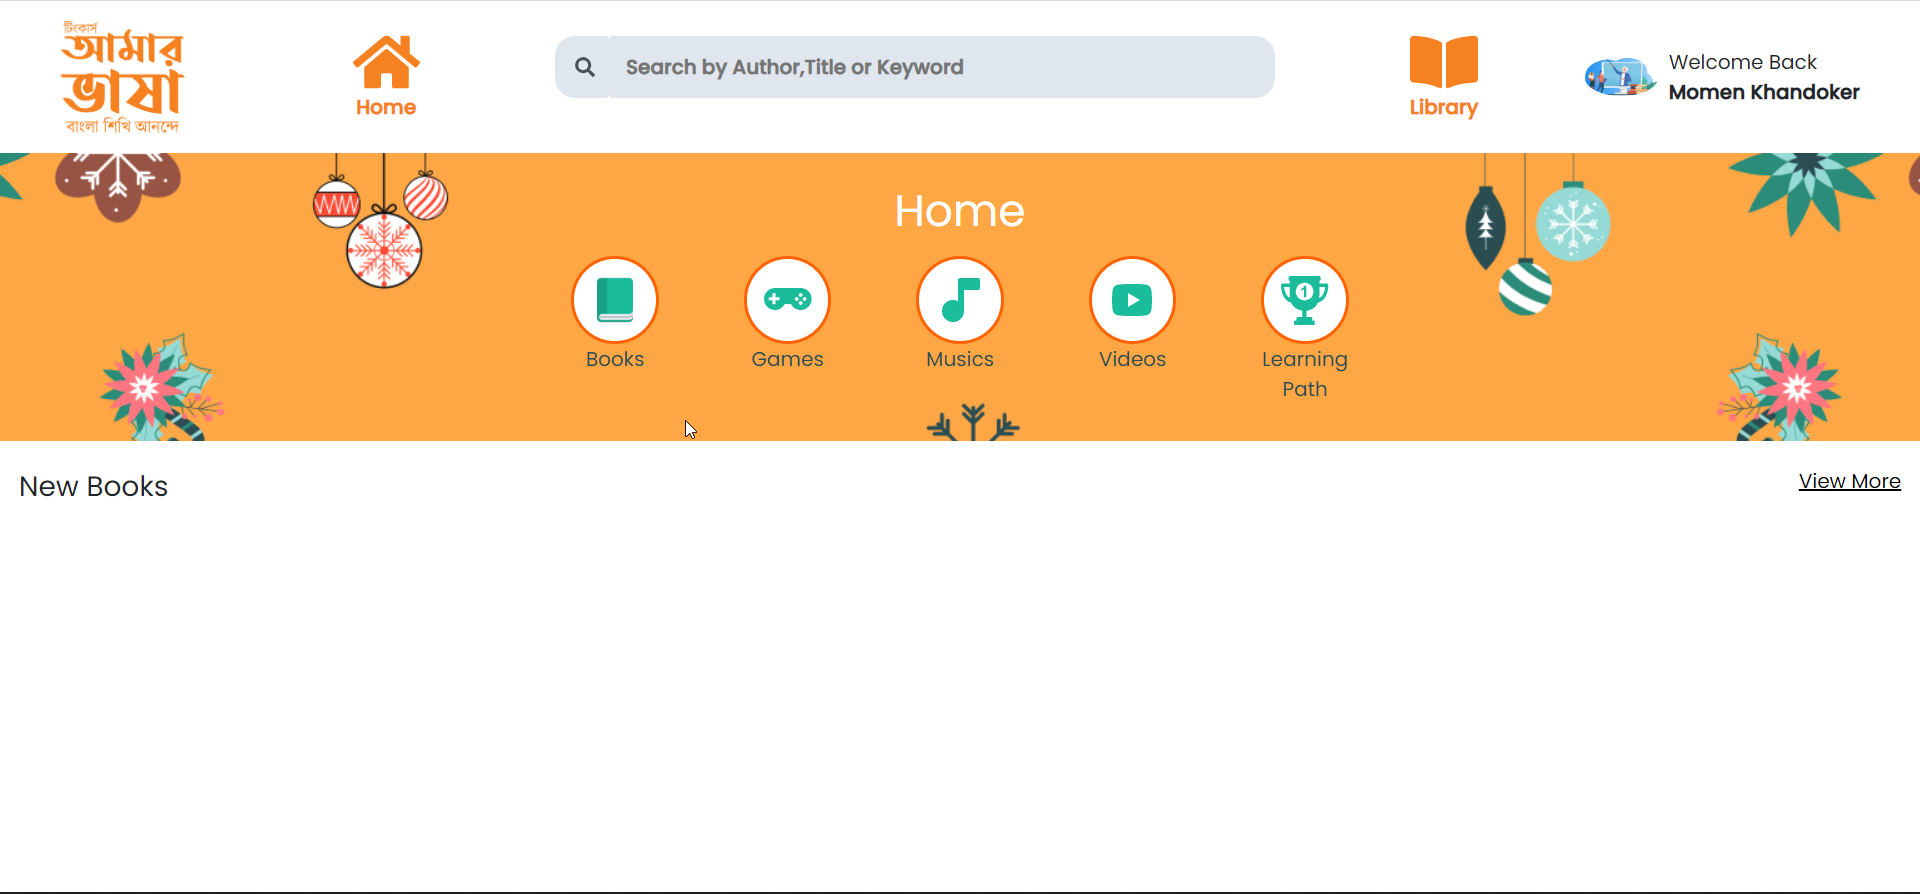 টিংকার্স
আমার
ভাষা
বাংলা শিখি আনন্দে
Home
Search by Author,Title or Keyword
Library
Welcome Back
Momen Khandoker
Home
1
Books
Games
Musics
Videos
Learning
Path
New Books
View More